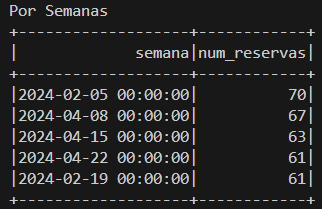 Por Semanas
+-------------------+------------+
|             semana|num_reservas|
+-------------------+------------+
|2024-02-05 00:00:00|          70|
|2024-04-08 00:00:00|          67|
|2024-04-15 00:00:00|          63|
|2024-04-22 00:00:00|          61|
|2024-02-19 00:00:00|          61|
+-------------------+------------+